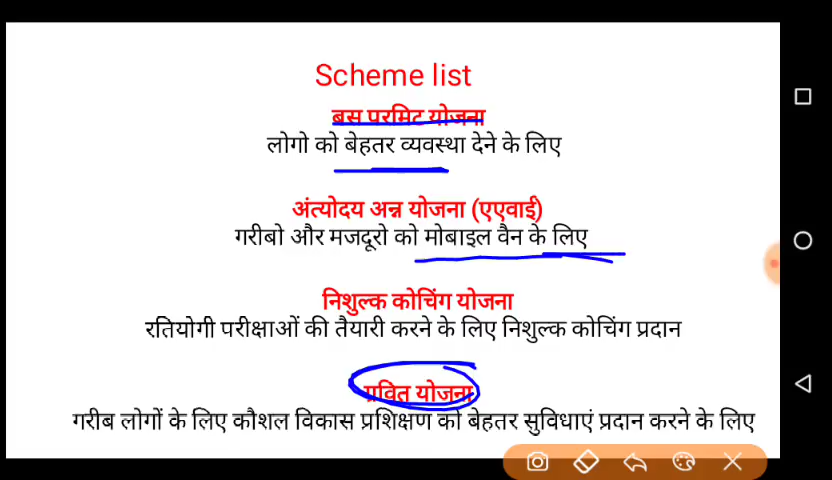 Scheme list
बस परमिट योजना
लोगो को बेहतर व्यवस्था देने के लिए
अंत्योदय अन्न योजना (एएवाई)
गरीबो और मजदूरो को मोबाइल वैन के लिए
निशुल्क कोचिंग योजना
रतियोगी परीक्षाओं की तैयारी करने के लिए निशुल्क कोचिंग प्रदान
योजना
गरीब लोगों के लिए कौशल विकास प्रशिक्षण को बेहतर सुविधाएं प्रदान करने के लिए